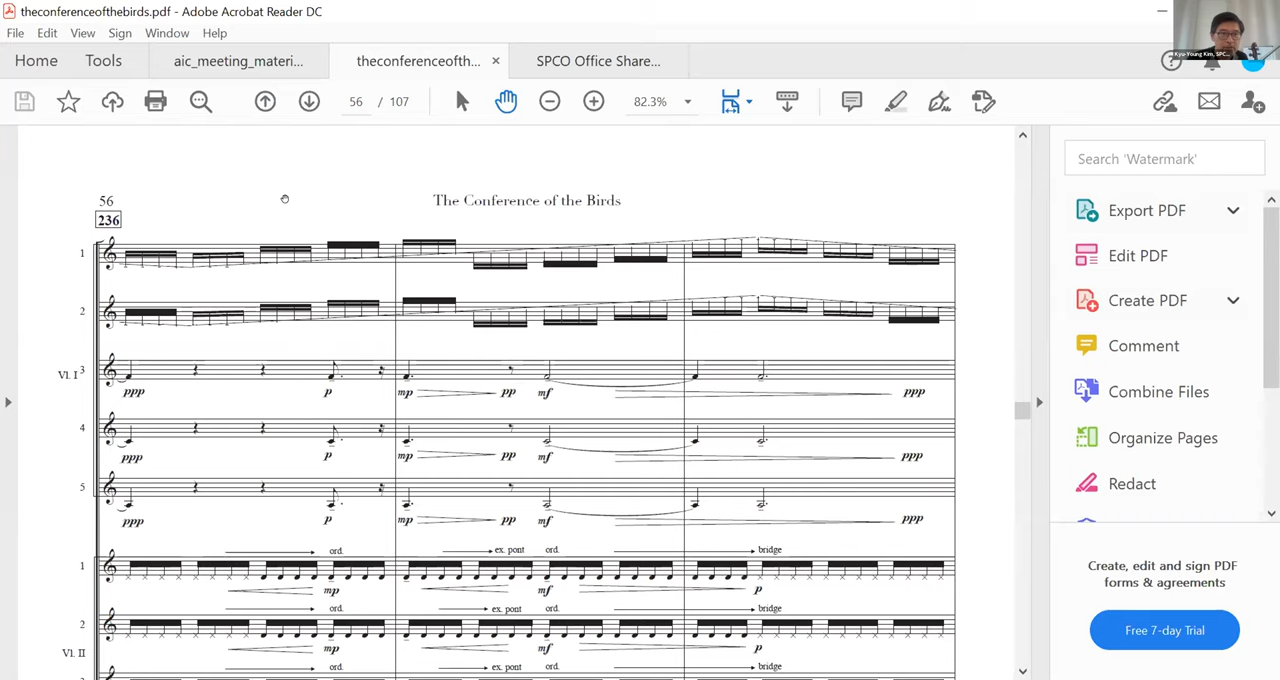 theconferenceofthebirds.pdf - Adobe Acrobat Reader DC
File Edit View Sign Window Help
Home Tools aic_meeting_materi... theconferenceofth... × SPCO Office Share...
56 / 107 82.3%
Kyu-Young Kim, SPC...
Search 'Watermark'
Export PDF
Edit PDF
Create PDF
Comment
Combine Files
Organize Pages
Redact
Create, edit and sign PDF
forms & agreements
Free 7-day Trial
56 The Conference of the Birds
236
1
2
Vl. I 3
ppp p mp pp mf ppp
4
ppp p mp pp mf ppp
5
ppp p mp pp mf ppp
ord. ex. pont ord. bridge
1
mp mf p
ord. ex. pont ord. bridge
2
mp mf p
Vl. II
ord. ex. pont ord. bridge